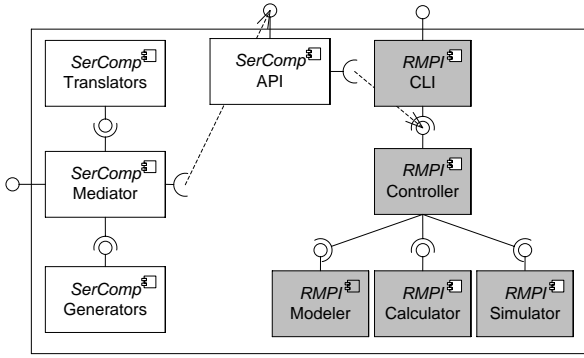 SerComp
Translators
SerComp
API
RMPI
CLI
SerComp
Mediator
RMPI
Controller
SerComp
Generators
RMPI
Modeler
RMPI
Calculator
RMPI
Simulator